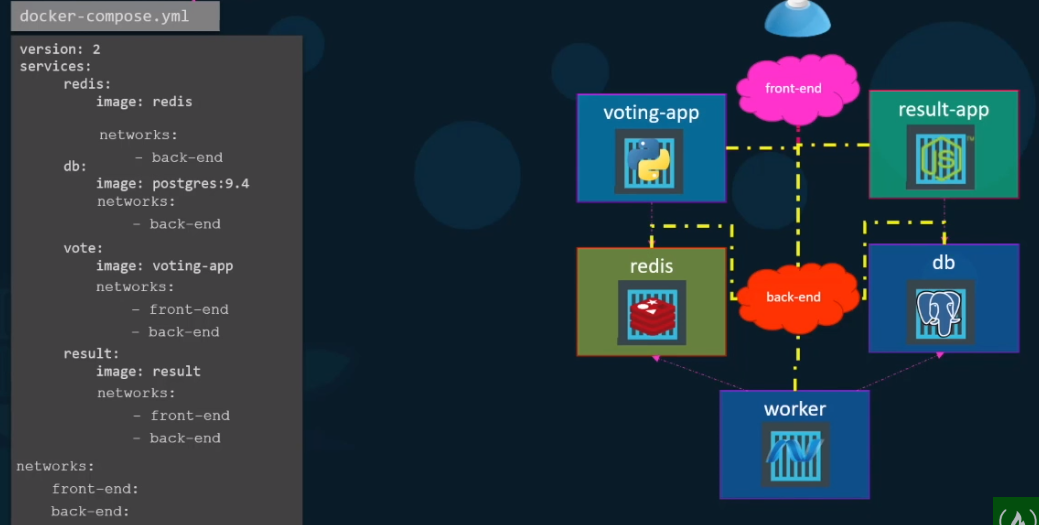 docker-compose.yml
version: 2
services:
redis:
image: redis
networks:
- back-end
db:
image: postgres:9.4
networks:
- back-end
vote:
image: voting-app
networks:
- front-end
- back-end
result:
image: result
networks:
- front-end
- back-end
networks:
front-end:
back-end:
front-end
voting-app
result-app
JS
TM
redis
db
back-end
worker